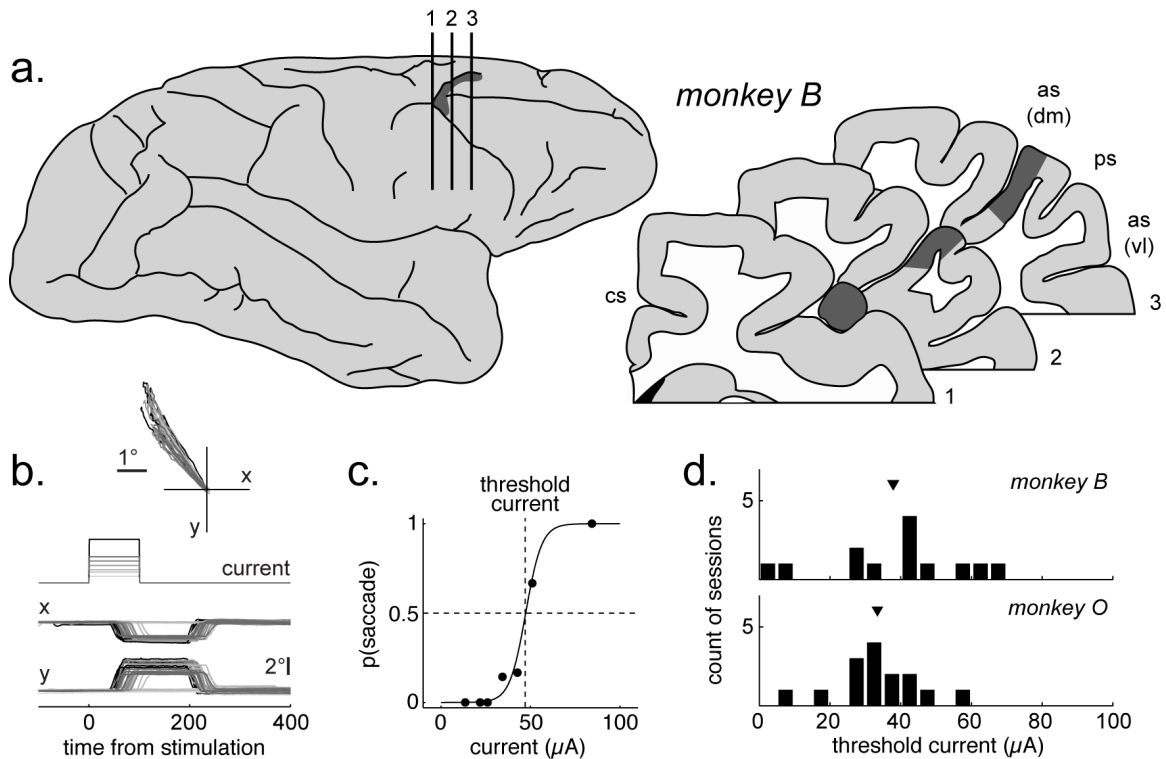 a.
1 2 3
monkey B
as
(dm)
ps
as
(vl)
cs
3
2
1
b.
1°
x
y
current
x
y
2°
0 200 400
time from stimulation
c.
threshold
current
1
0.5
0
p(saccade)
0 50 100
current (µA)
d.
monkey B
5
monkey O
5
count of sessions
0 20 40 60 80 100
threshold current (µA)